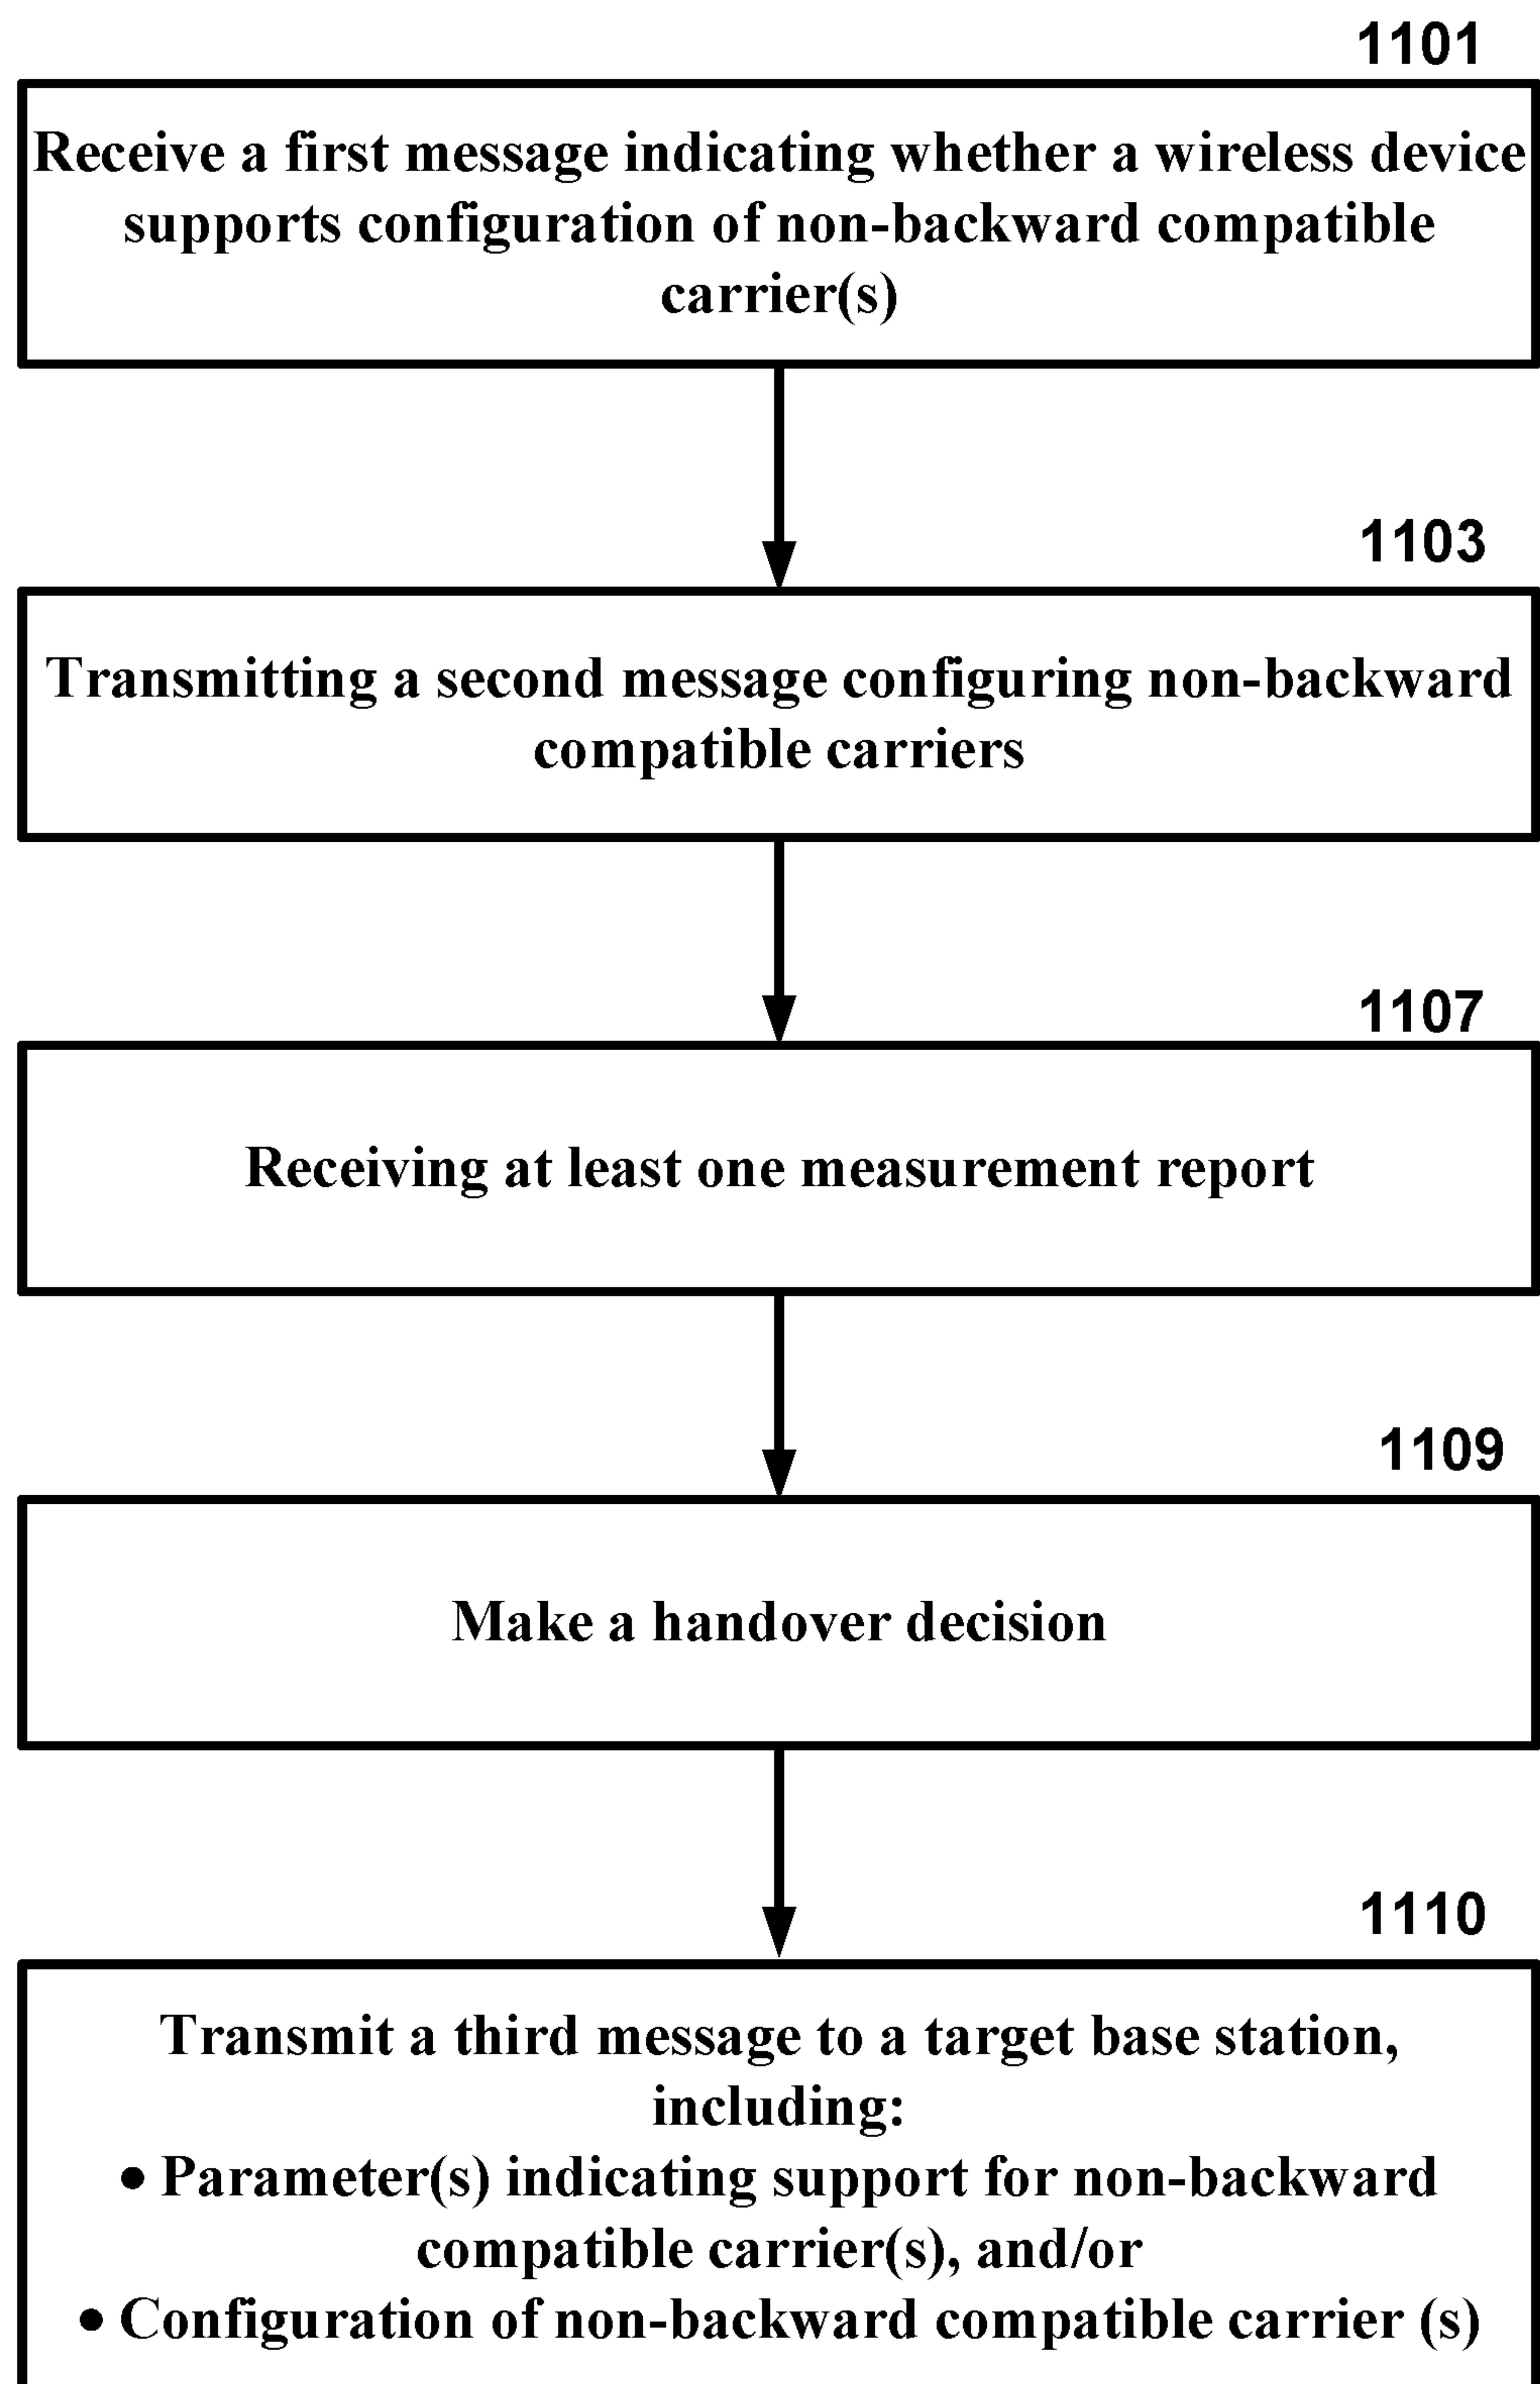 1101
Receive a first message indicating whether a wireless device
supports configuration of non-backward compatible
carrier(s)
1103
Transmitting a second message configuring non-backward
compatible carriers
1107
Receiving at least one measurement report
1109
Make a handover decision
1110
Transmit a third message to a target base station,
including:
● Parameter(s) indicating support for non-backward
compatible carrier(s), and/or
● Configuration of non-backward compatible carrier (s)